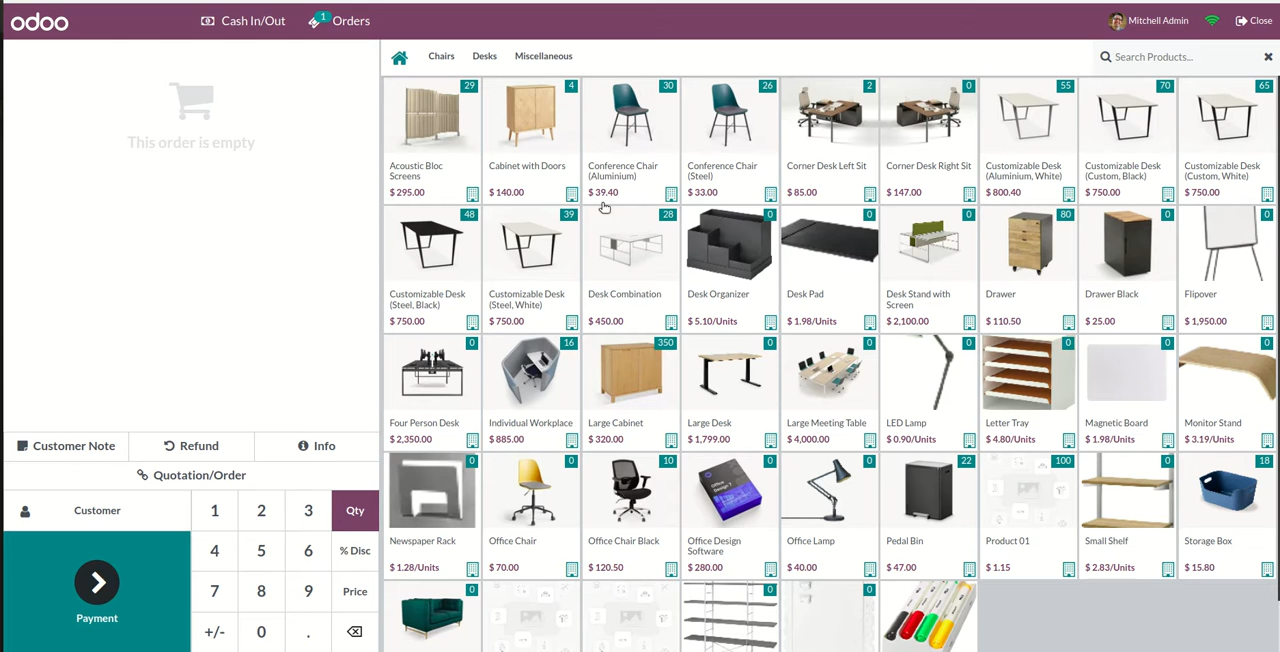 odoo
Cash In/Out
1
Orders
Mitchell Admin
Close
This order is empty
Chairs
Desks
Miscellaneous
Search Products...
29
Acoustic Bloc
Screens
$ 295.00
4
Cabinet with Doors
$ 140.00
30
Conference Chair
(Aluminium)
$ 39.40
26
Conference Chair
(Steel)
$ 33.00
2
Corner Desk Left Sit
$ 85.00
0
Corner Desk Right Sit
$ 147.00
55
Customizable Desk
(Aluminium, White)
$ 800.40
70
Customizable Desk
(Custom, Black)
$ 750.00
65
Customizable Desk
(Custom, White)
$ 750.00
48
Customizable Desk
(Steel, Black)
$ 750.00
39
Customizable Desk
(Steel, White)
$ 750.00
28
Desk Combination
$ 450.00
0
Desk Organizer
$ 5.10/Units
0
Desk Pad
$ 1.98/Units
0
Desk Stand with
Screen
$ 2,100.00
80
Drawer
$ 110.50
0
Drawer Black
$ 25.00
0
Flipover
$ 1,950.00
0
Four Person Desk
$ 2,350.00
16
Individual Workplace
$ 885.00
350
Large Cabinet
$ 320.00
0
Large Desk
$ 1,799.00
0
Large Meeting Table
$ 4,000.00
0
LED Lamp
$ 0.90/Units
0
Letter Tray
$ 4.80/Units
0
Magnetic Board
$ 1.98/Units
0
Monitor Stand
$ 3.19/Units
0
Newspaper Rack
$ 1.28/Units
0
Office Chair
$ 70.00
10
Office Chair Black
$ 120.50
0
Office Design
Software
$ 280.00
0
Office Lamp
$ 40.00
22
Pedal Bin
$ 47.00
100
Product 01
$ 1.15
0
Small Shelf
$ 2.83/Units
18
Storage Box
$ 15.80
0
0
0
Customer Note
Refund
Info
Quotation/Order
Customer
Payment
1
2
3
Qty
4
5
6
% Disc
7
8
9
Price
+/-
0
.